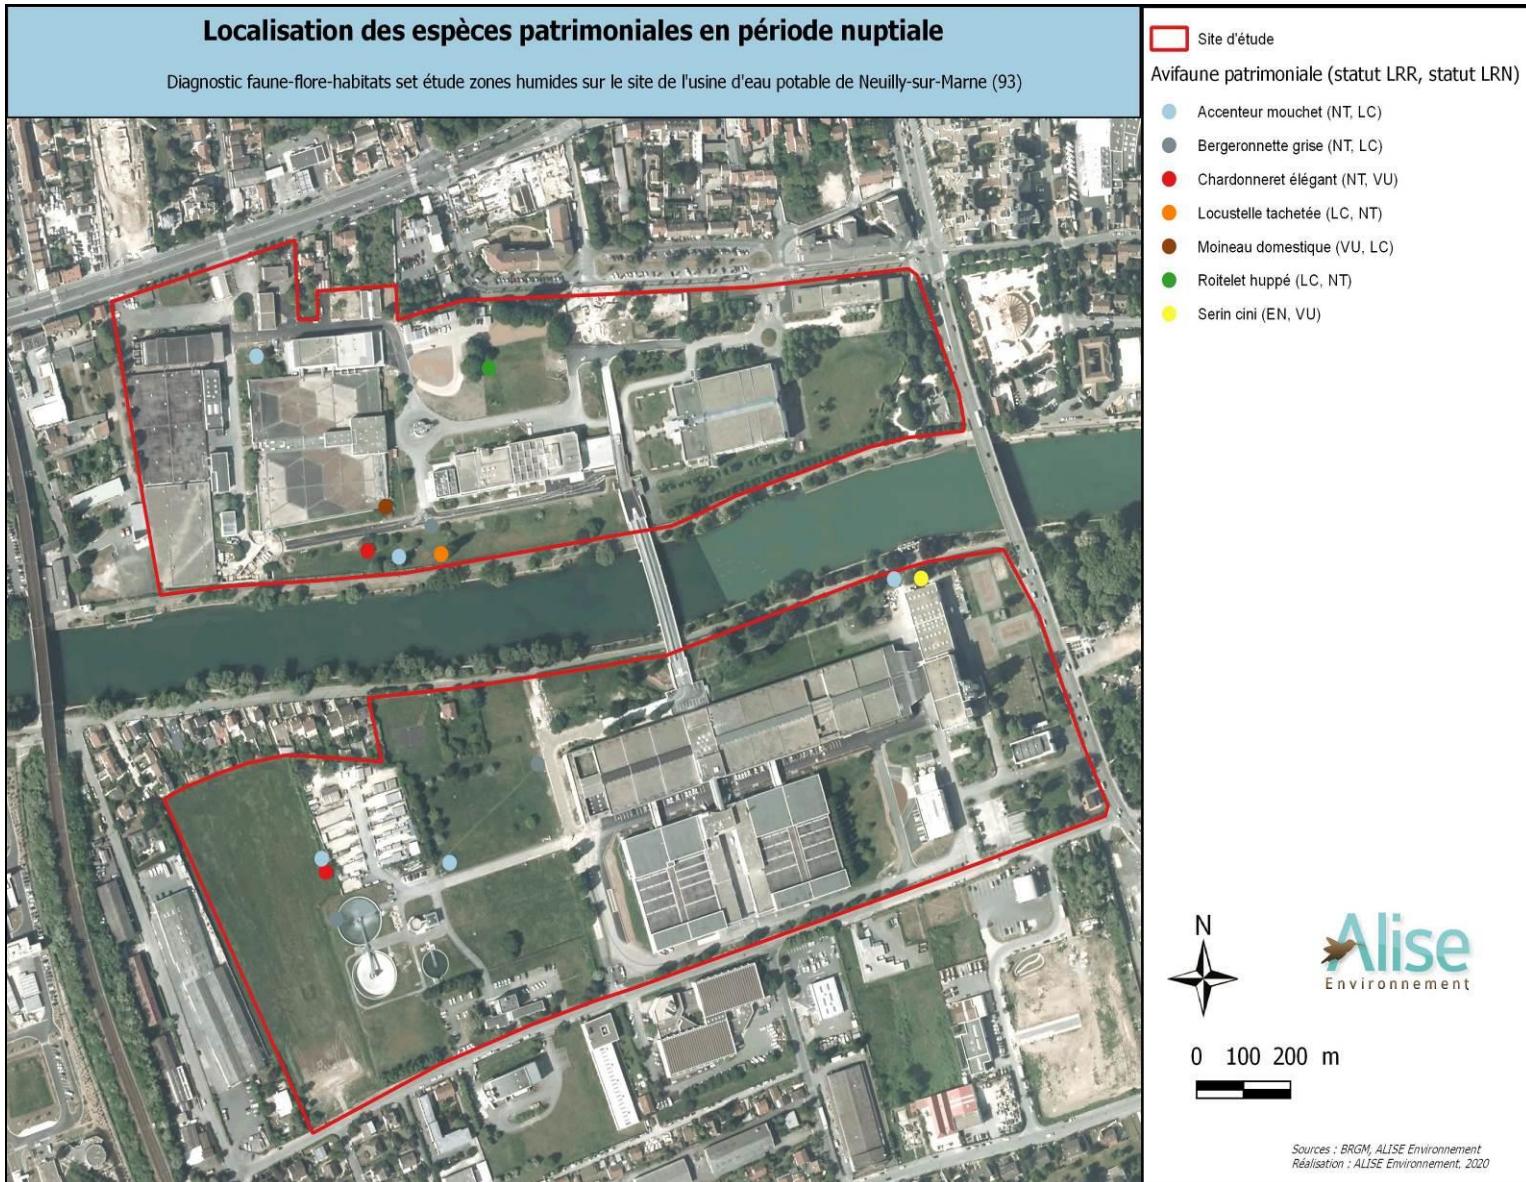 Localisation des espèces patrimoniales en période nuptiale
Diagnostic faune-flore-habitats set étude zones humides sur le site de l'usine d'eau potable de Neuilly-sur-Marne (93)
Site d'étude
Avifaune patrimoniale (statut LRR, statut LRN)
Accenteur mouchet (NT, LC)
Bergeronnette grise (NT, LC)
Chardonneret élégant (NT, VU)
Locustelle tachetée (LC, NT)
Moineau domestique (VU, LC)
Roitelet huppé (LC, NT)
Serin cini (EN, VU)
N
Alise
Environnement
0 100 200 m
Sources : BRGM, ALISE Environnement
Réalisation : ALISE Environnement, 2020